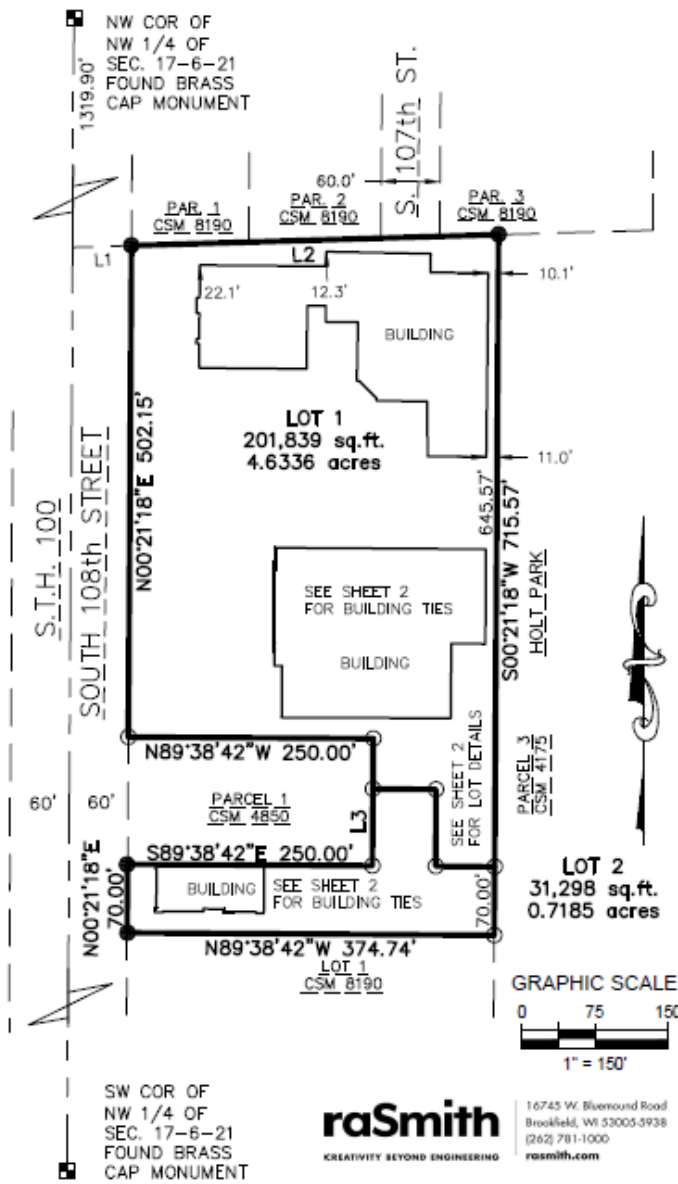 NW COR OF
NW 1/4 OF
SEC. 17-6-21
FOUND BRASS
CAP MONUMENT
1319.90'
S. 107th ST.
60.0'
PAR. 1
CSM 8190
PAR. 2
CSM 8190
PAR. 3
CSM 8190
L1
L2
22.1'
12.3'
10.1'
BUILDING
LOT 1
201,839 sq.ft.
4.6336 acres
11.0'
N00°21'18"E 502.15'
S.T.H. 100
SOUTH 108th STREET
645.57'
S00°21'18"W 715.57'
HOLT PARK
SEE SHEET 2
FOR BUILDING TIES
BUILDING
N89°38'42"W 250.00'
SEE SHEET 2
FOR LOT DETAILS
PARCEL 3
CSM 4175
60'
60'
PARCEL 1
CSM 4850
L3
S89°38'42"E 250.00'
N00°21'18"E
70.00'
BUILDING
SEE SHEET 2
FOR BUILDING TIES
70.00'
LOT 2
31,298 sq.ft.
0.7185 acres
N89°38'42"W 374.74'
LOT 1
CSM 8190
GRAPHIC SCALE
0 75 150
1" = 150'
SW COR OF
NW 1/4 OF
SEC. 17-6-21
FOUND BRASS
CAP MONUMENT
raSmith
CREATIVITY BEYOND ENGINEERING
16745 W. Bluemound Road
Brookfield, WI 53005-5938
(262) 781-1000
rasmith.com